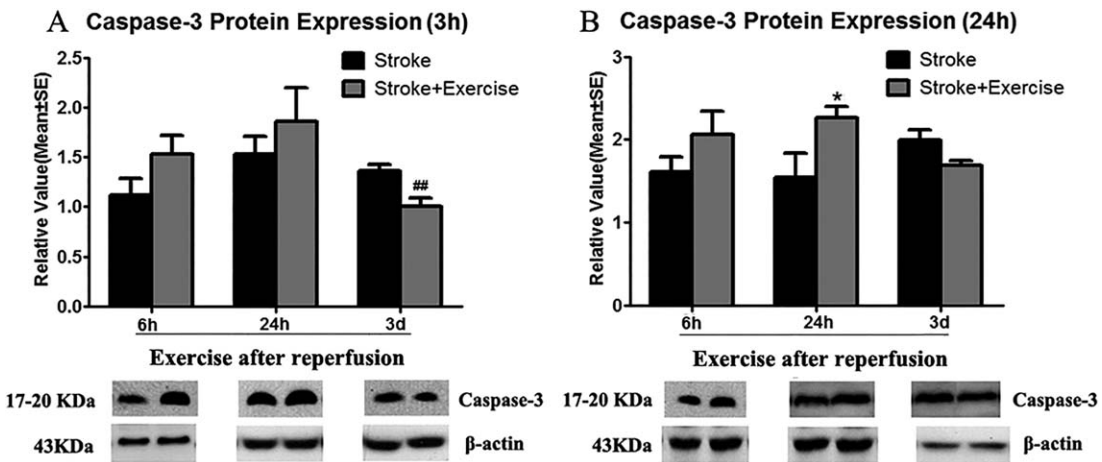 A Caspase-3 Protein Expression (3h)
Relative Value(Mean±SE)
2.5
2.0
1.5
1.0
0.5
0.0
Stroke
Stroke+Exercise
##
6h 24h 3d
Exercise after reperfusion
17-20 KDa Caspase-3
43KDa β-actin
B Caspase-3 Protein Expression (24h)
Relative Value(Mean±SE)
3
2
1
0
Stroke
Stroke+Exercise
*
6h 24h 3d
Exercise after reperfusion
17-20 KDa Caspase-3
43KDa β-actin